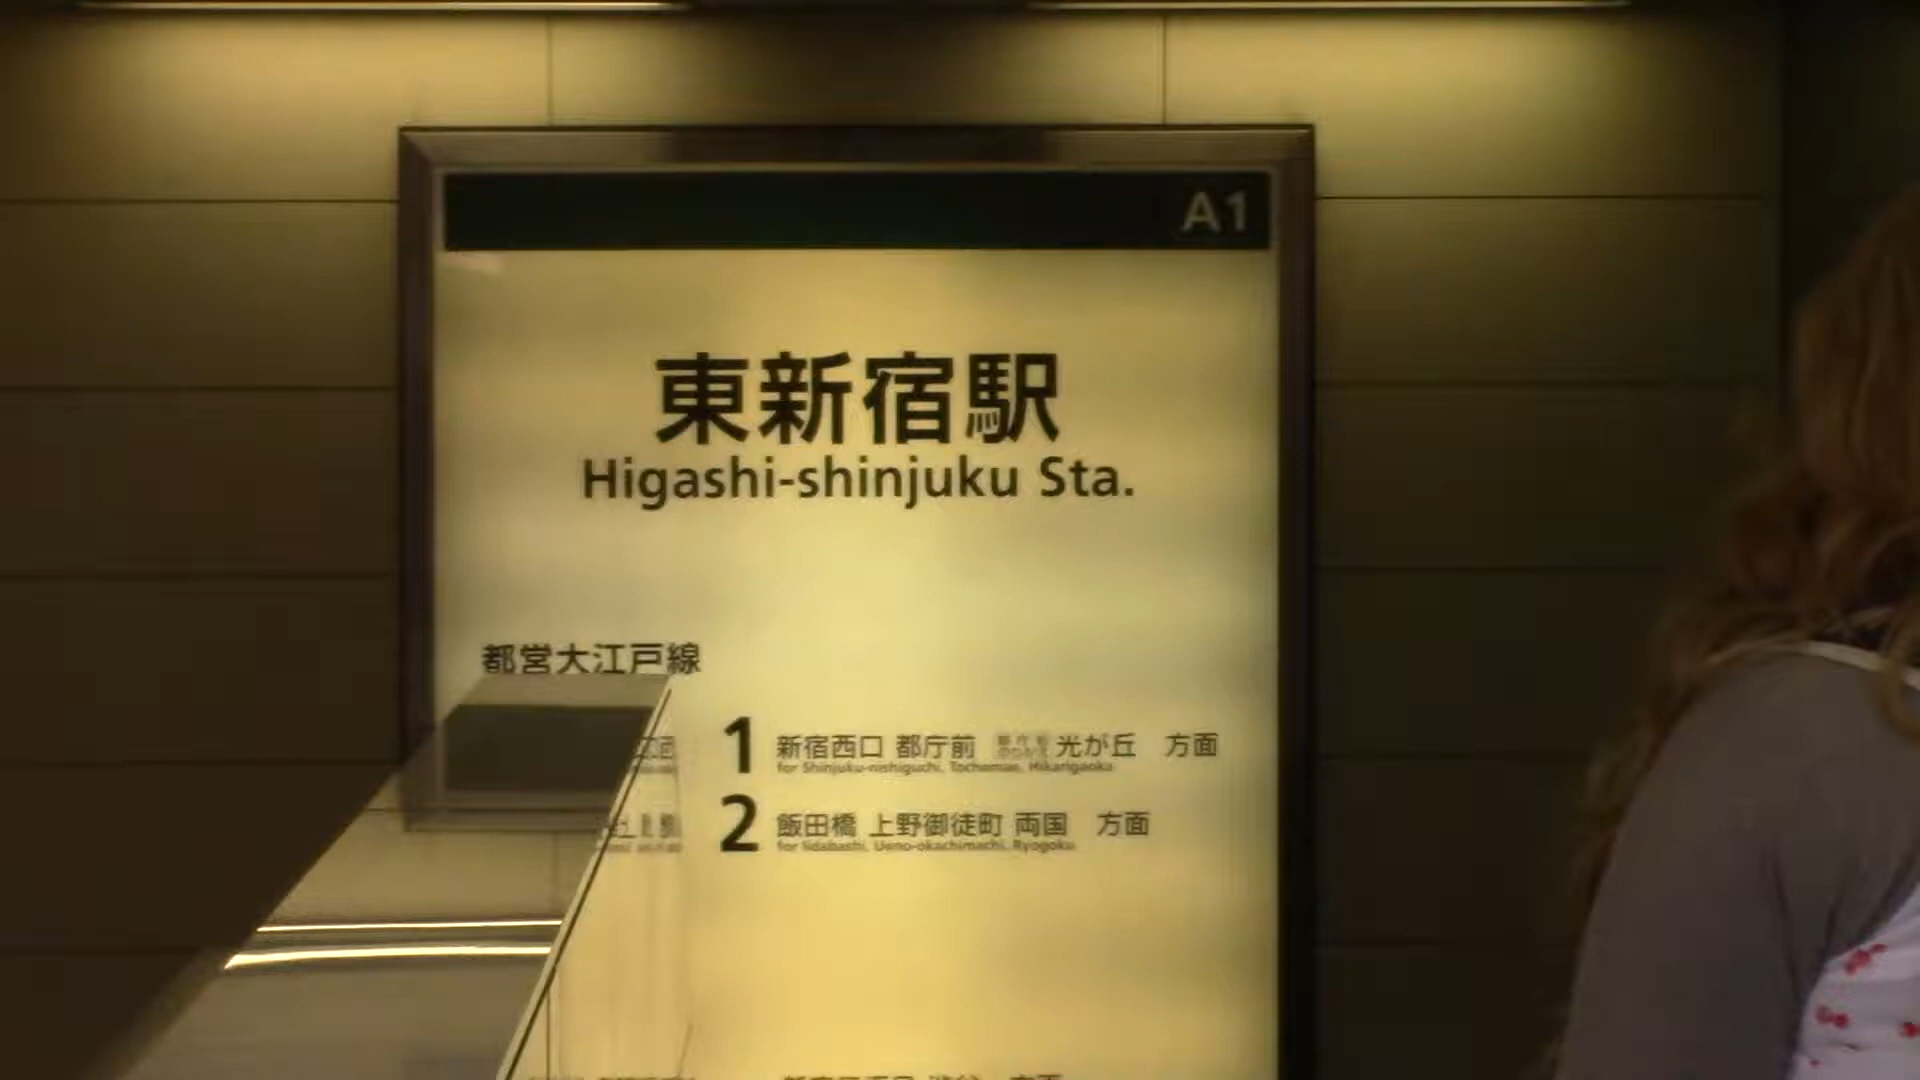 A1
東新宿駅
Higashi-shinjuku Sta.
都営大江戸線
1 新宿西口 都庁前 光が丘 方面
for Shinjuku-nishiguchi, Tochomae, Hikarigaoka
2 飯田橋 上野御徒町 両国 方面
for Iidabashi, Ueno-okachimachi, Ryogoku